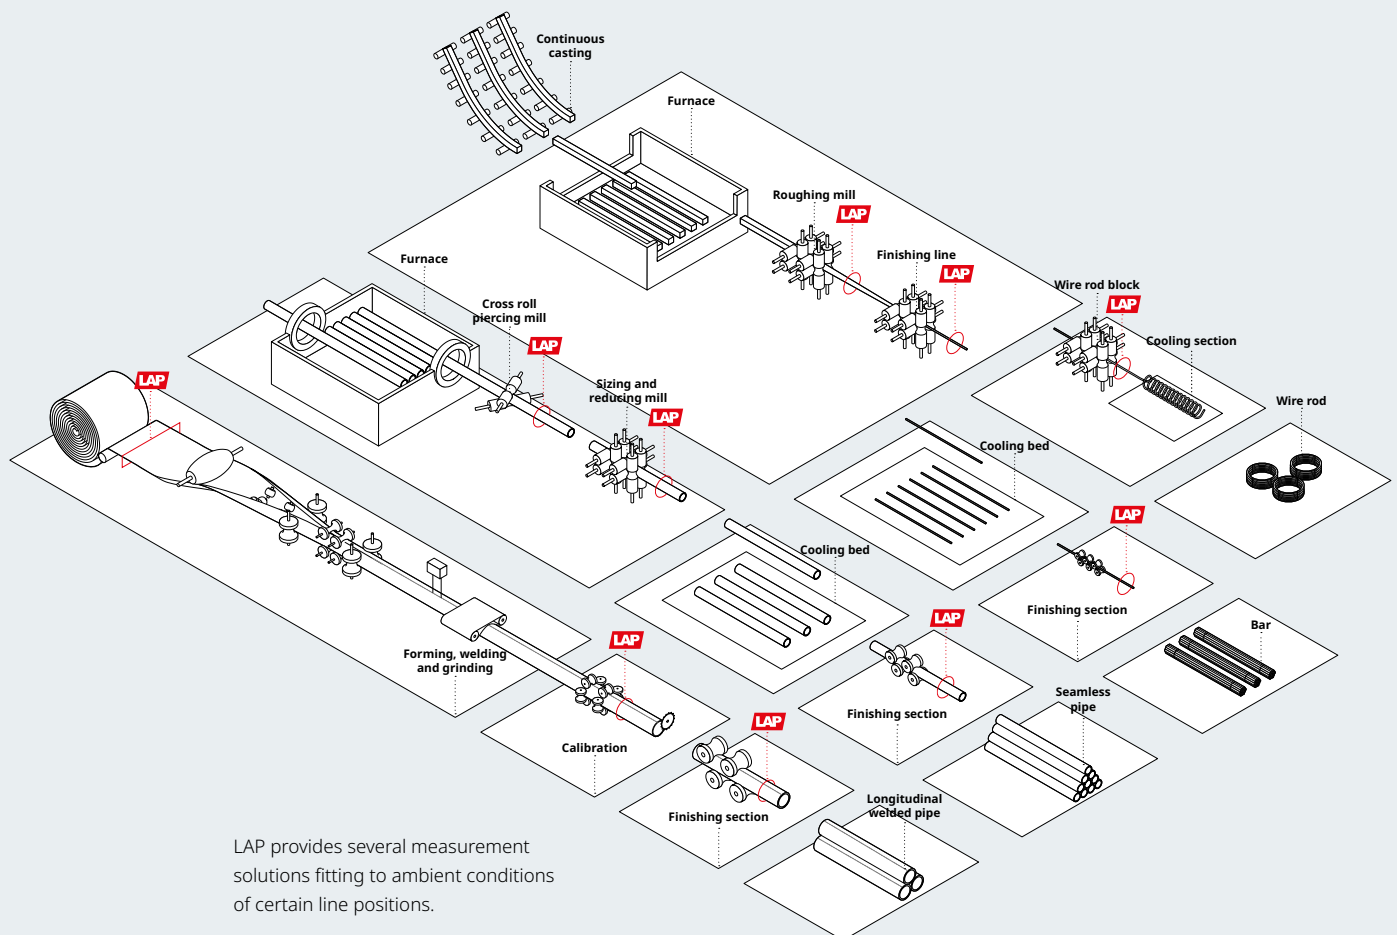 Continuous
casting
Furnace
Roughing mill
LAP
Finishing line
LAP
Furnace
Cross roll
piercing mill
LAP
Wire rod block
LAP
Cooling section
LAP
Sizing and
reducing mill
LAP
Wire rod
Cooling bed
LAP
Cooling bed
Finishing section
LAP
Bar
LAP
Forming, welding
and grinding
Seamless
pipe
Finishing section
LAP
Calibration
Finishing section
Longitudinal
welded pipe
LAP provides several measurement
solutions fitting to ambient conditions
of certain line positions.